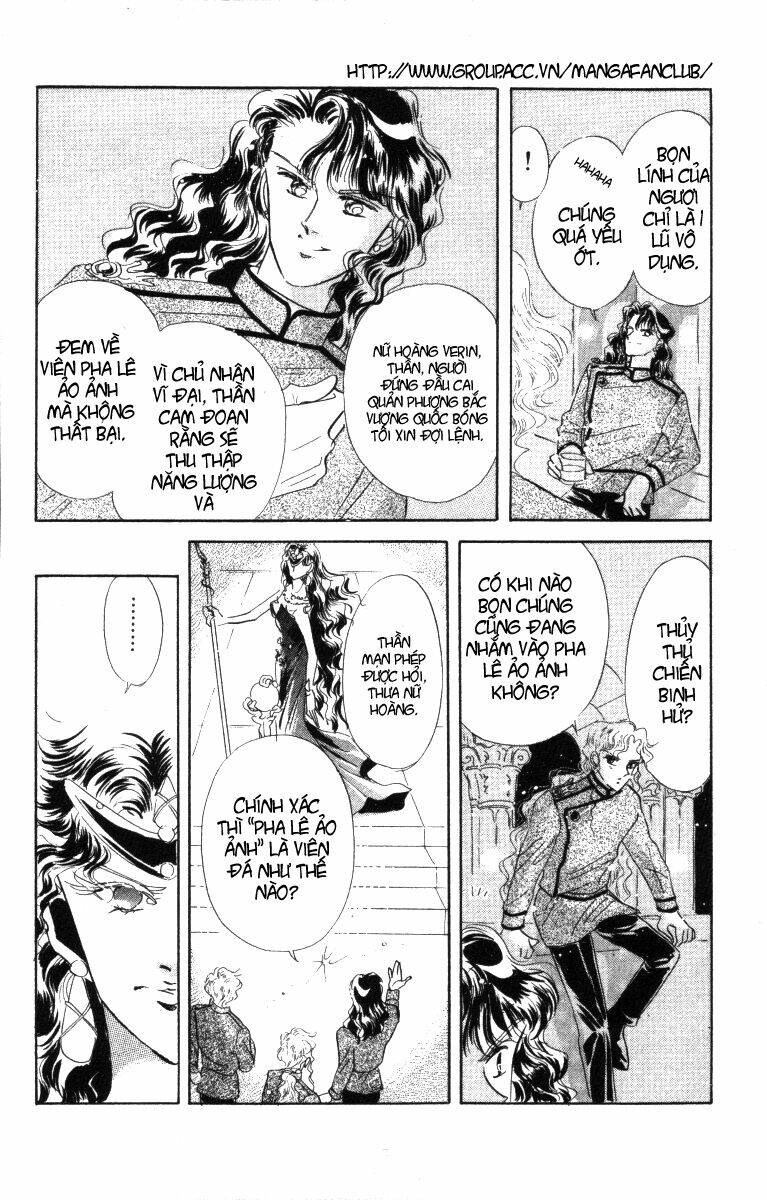 HTTP://WWW.GROUPACC.VN/MANGAFANCLUB/
BỌN
LÍNH CỦA
NGƯƠI
CHỈ LÀ 1
LŨ VÔ
DỤNG.
HAHAHA
CHÚNG
QUÁ YẾU
ỚT.
!
NỮ HOÀNG VERIN,
THẦN, NGƯỜI
ĐỨNG ĐẦU CAI
QUẢN PHƯƠNG BẮC
VƯƠNG QUỐC BÓNG
TỐI XIN ĐỢI LỆNH.
VÌ CHỦ NHÂN
VĨ ĐẠI, THẦN
CAM ĐOAN
RẰNG SẼ
THU THẬP
NĂNG LƯỢNG
VÀ
ĐEM VỀ
VIÊN PHA LÊ
ẢO ẢNH
MÀ KHÔNG
THẤT BẠI.
THỦY
THỦ
CHIẾN
BINH
HỬ?
CÓ KHI NÀO
BỌN CHÚNG
CŨNG ĐANG
NHẮM VÀO PHA
LÊ ẢO ẢNH
KHÔNG?
THẦN
MẠN PHÉP
ĐƯỢC HỎI,
THƯA NỮ
HOÀNG.
CHÍNH XÁC
THÌ "PHA LÊ ẢO
ẢNH" LÀ VIÊN
ĐÁ NHƯ THẾ
NÀO?
.........